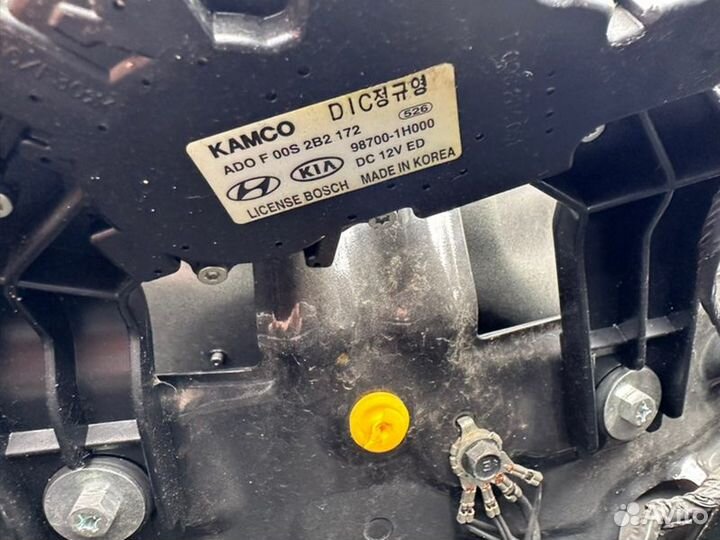 KAMCO DIC정규형
ADO F 00S 2B2 172 526
98700-1H000
KIA DC 12V ED
LICENSE BOSCH MADE IN KOREA
Avito